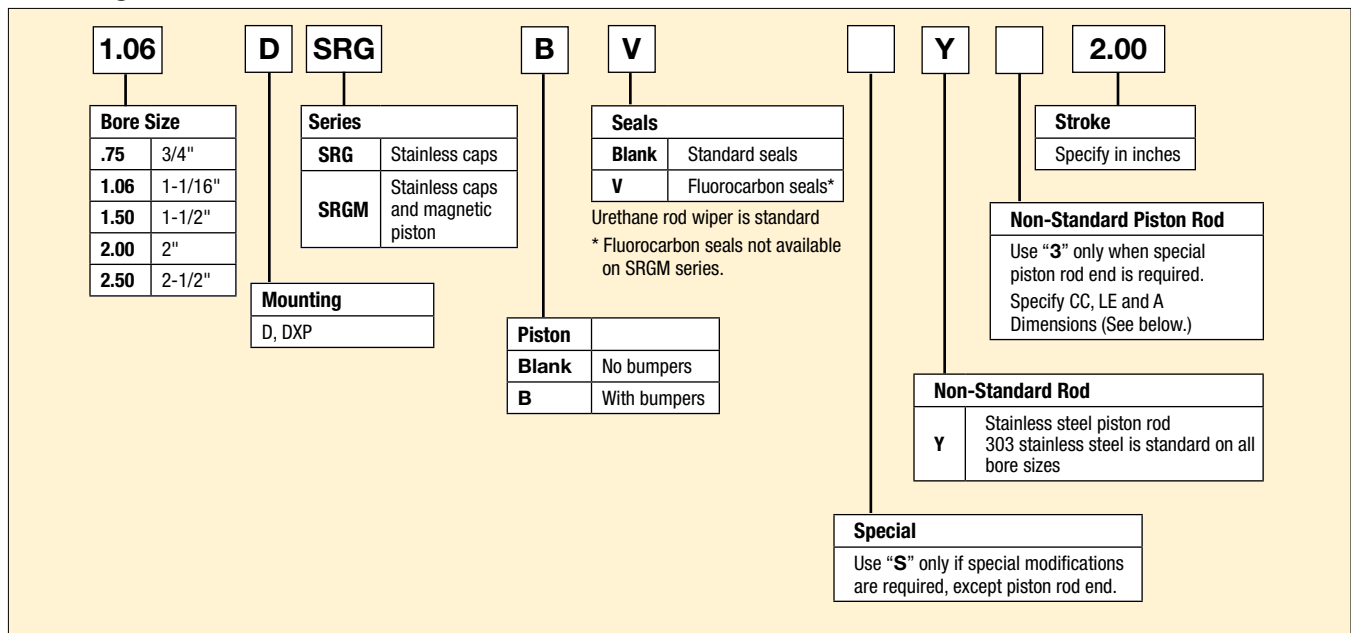 1.06 D SRG B V Y 2.00
Bore Size
.75 3/4"
1.06 1-1/16"
1.50 1-1/2"
2.00 2"
2.50 2-1/2"
Series
SRG Stainless caps
SRGM Stainless caps
and magnetic
piston
Mounting
D, DXP
Piston
Blank No bumpers
B With bumpers
Seals
Blank Standard seals
V Fluorocarbon seals*
Urethane rod wiper is standard
* Fluorocarbon seals not available
on SRGM series.
Stroke
Specify in inches
Non-Standard Piston Rod
Use “3” only when special
piston rod end is required.
Specify CC, LE and A
Dimensions (See below.)
Non-Standard Rod
Y Stainless steel piston rod
303 stainless steel is standard on all
bore sizes
Special
Use “S” only if special modifications
are required, except piston rod end.